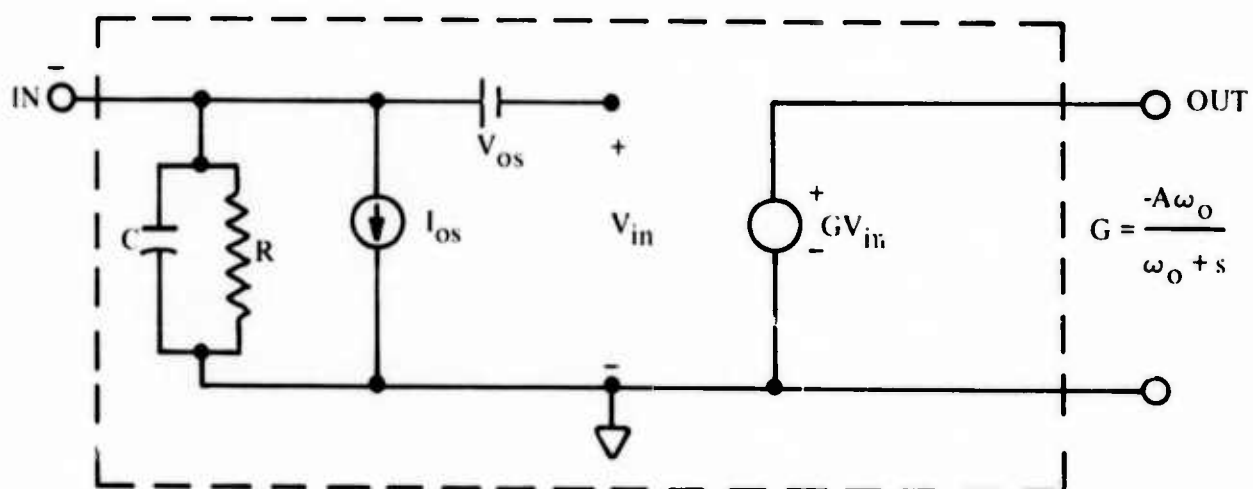 IN
-
C
R
I_os
V_os
+
V_in
-
+
GV_in
-
OUT
G = -Aω_o / ω_o + s